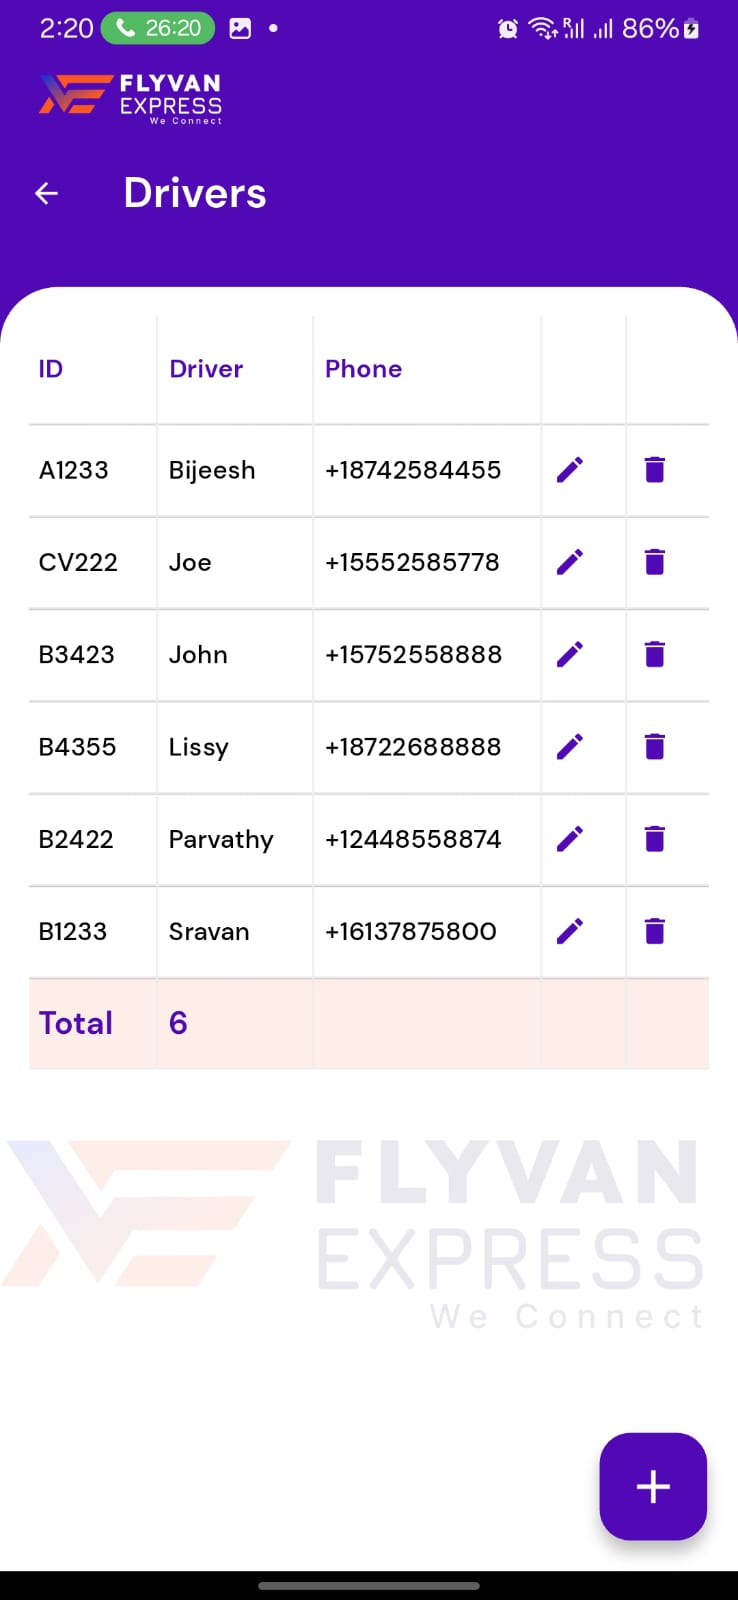 2:20 26:20 R 86%
FLYVAN
EXPRESS
We Connect
Drivers
ID Driver Phone
A1233 Bijeesh +18742584455
CV222 Joe +15552585778
B3423 John +15752558888
B4355 Lissy +18722688888
B2422 Parvathy +12448558874
B1233 Sravan +16137875800
Total 6
FLYVAN
EXPRESS
We Connect